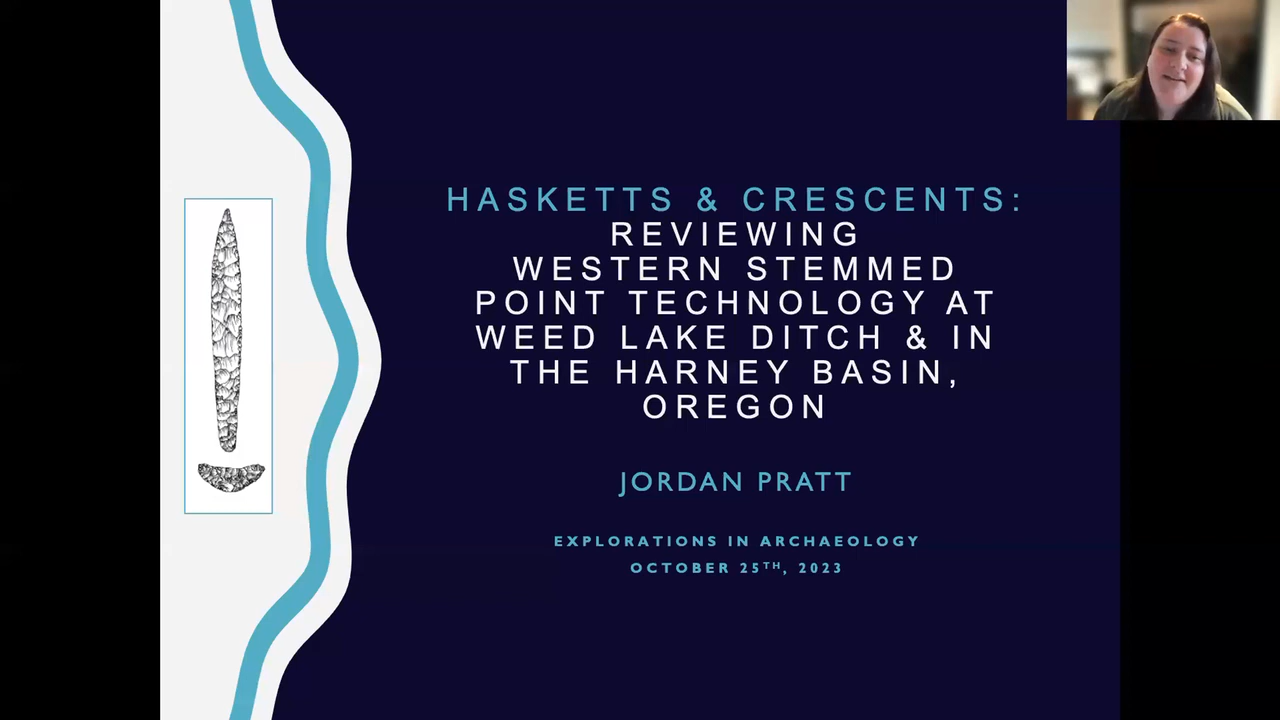 HASKETTS & CRESCENTS:
REVIEWING
WESTERN STEMMED
POINT TECHNOLOGY AT
WEED LAKE DITCH & IN
THE HARNEY BASIN,
OREGON
JORDAN PRATT
EXPLORATIONS IN ARCHAEOLOGY
OCTOBER 25TH, 2023